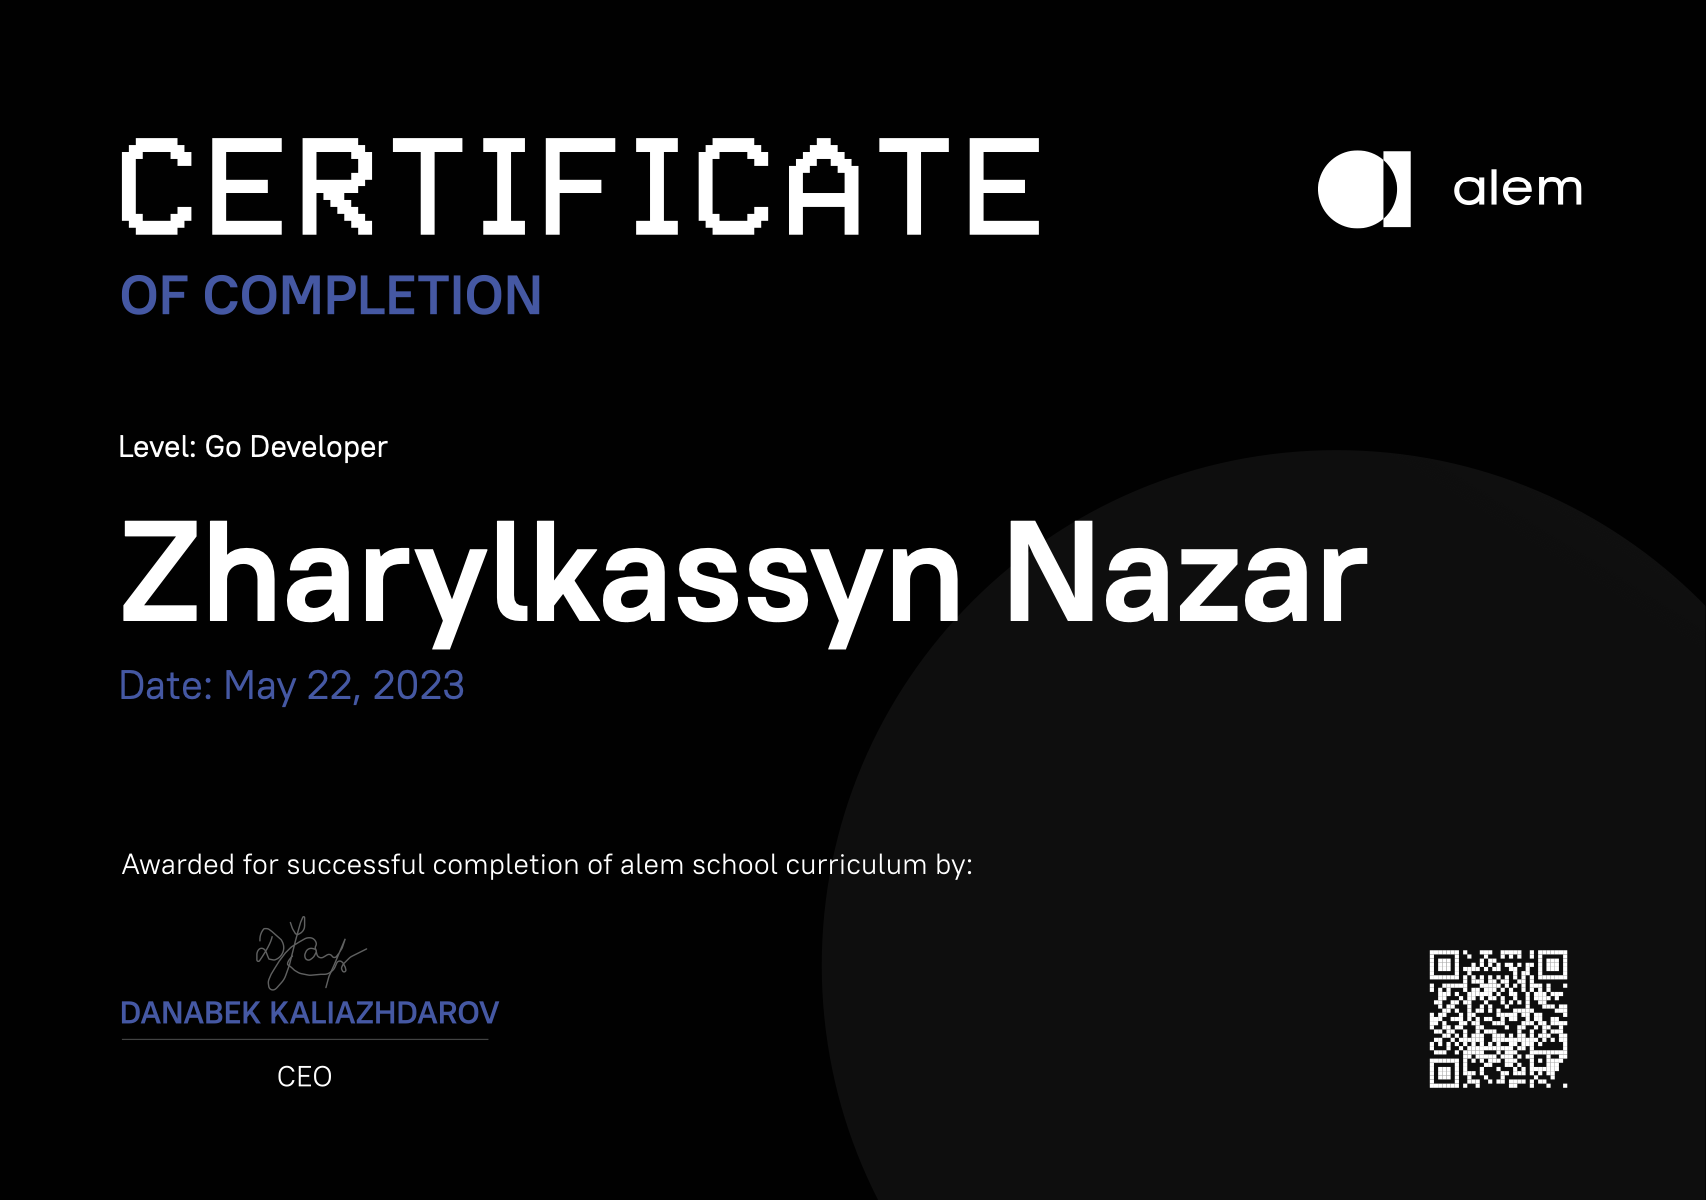 CERTIFICATE
alem
OF COMPLETION
Level: Go Developer
Zharylkassyn Nazar
Date: May 22, 2023
Awarded for successful completion of alem school curriculum by:
DANABEK KALIAZHDAROV
CEO